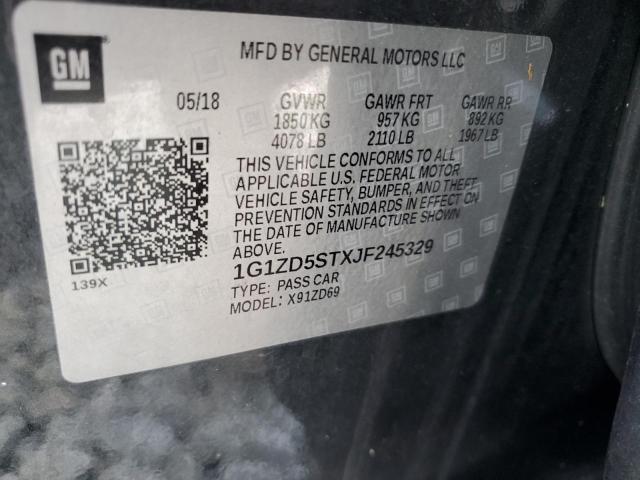 GM
MFD BY GENERAL MOTORS LLC
05/18 GVWR GAWR FRT GAWR RR
1850 KG 957 KG 892 KG
4078 LB 2110 LB 1967 LB
THIS VEHICLE CONFORMS TO ALL
APPLICABLE U.S. FEDERAL MOTOR
VEHICLE SAFETY, BUMPER, AND THEFT
PREVENTION STANDARDS IN EFFECT ON
THE DATE OF MANUFACTURE SHOWN
ABOVE.
139X
1G1ZD5STXJF245329
TYPE: PASS CAR
MODEL: X91ZD69